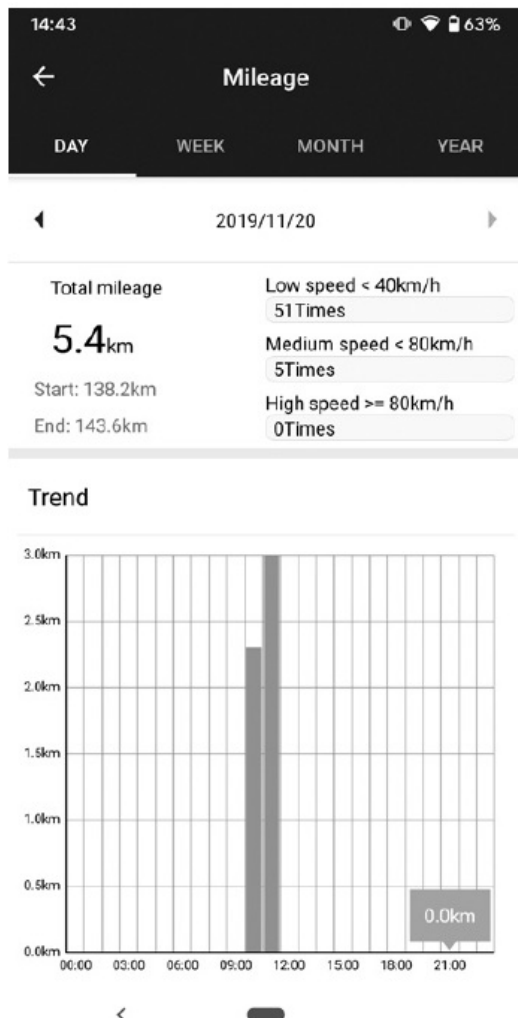 14:43 63%
Mileage
DAY WEEK MONTH YEAR
2019/11/20
Total mileage
5.4km
Start: 138.2km
End: 143.6km
Low speed < 40km/h
51Times
Medium speed < 80km/h
5Times
High speed >= 80km/h
0Times
Trend
3.0km
2.5km
2.0km
1.5km
1.0km
0.5km
0.0km
0.0km
00:00 03:00 06:00 09:00 12:00 15:00 18:00 21:00